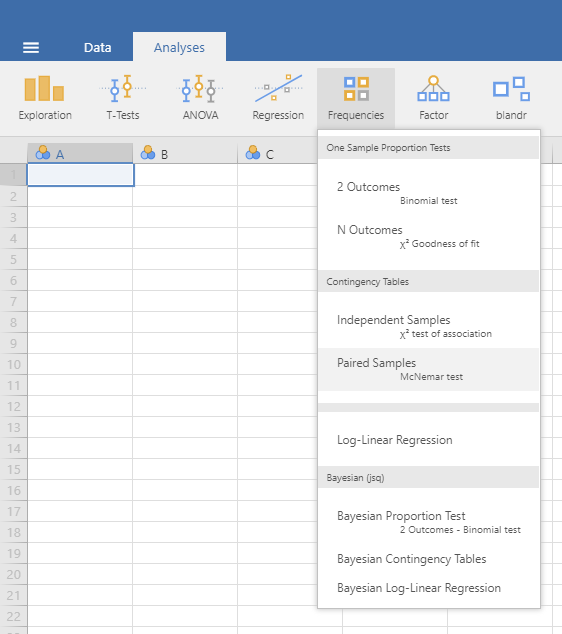 Data Analyses
Exploration T-Tests ANOVA Regression Frequencies Factor blandr
One Sample Proportion Tests
A B C
1
2 Outcomes
2
Binomial test
3
N Outcomes
4
χ² Goodness of fit
5
6
Contingency Tables
7
Independent Samples
8
χ² test of association
9
10
Paired Samples
McNemar test
11
12
13
Log-Linear Regression
14
15
Bayesian (jsq)
16
17
Bayesian Proportion Test
18
2 Outcomes - Binomial test
19
Bayesian Contingency Tables
20
21
Bayesian Log-Linear Regression
22